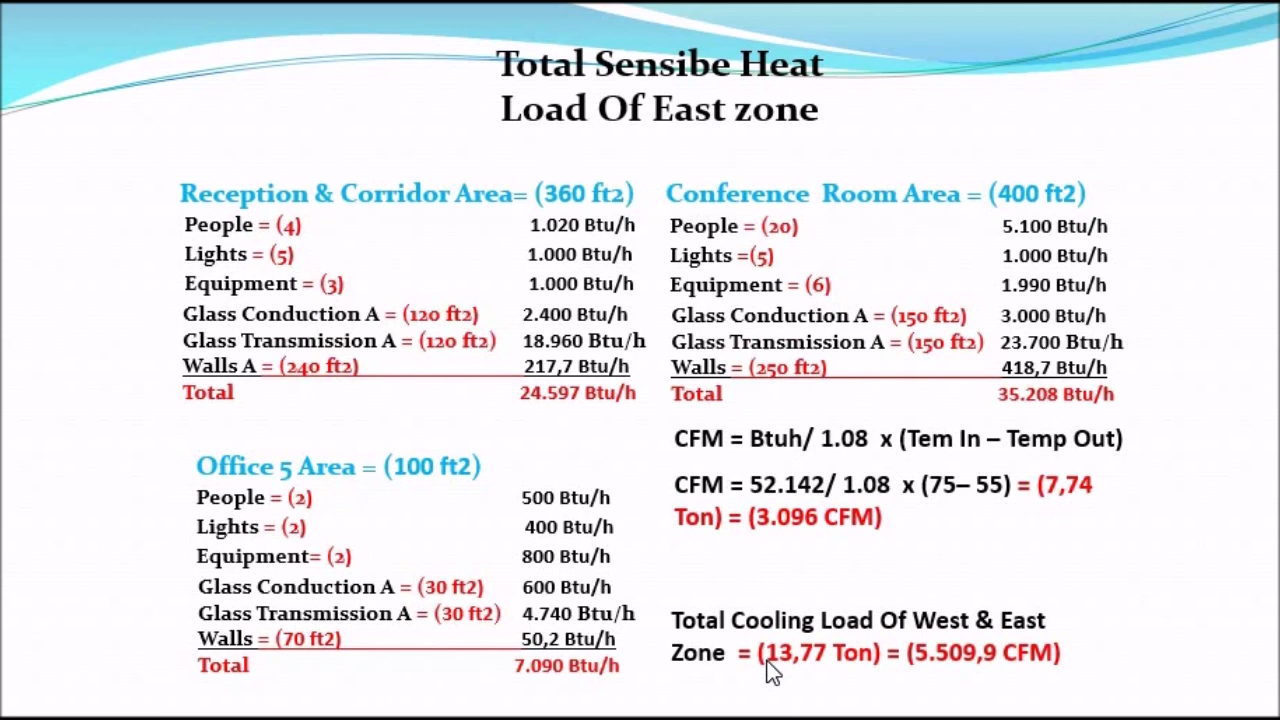 Total Sensibe Heat
Load Of East zone
Reception & Corridor Area= (360 ft2)
People = (4) 1.020 Btu/h
Lights = (5) 1.000 Btu/h
Equipment = (3) 1.000 Btu/h
Glass Conduction A = (120 ft2) 2.400 Btu/h
Glass Transmission A = (120 ft2) 18.960 Btu/h
Walls A = (240 ft2) 217,7 Btu/h
Total 24.597 Btu/h
Conference Room Area = (400 ft2)
People = (20) 5.100 Btu/h
Lights =(5) 1.000 Btu/h
Equipment = (6) 1.990 Btu/h
Glass Conduction A = (150 ft2) 3.000 Btu/h
Glass Transmission A = (150 ft2) 23.700 Btu/h
Walls = (250 ft2) 418,7 Btu/h
Total 35.208 Btu/h
Office 5 Area = (100 ft2)
People = (2) 500 Btu/h
Lights = (2) 400 Btu/h
Equipment= (2) 800 Btu/h
Glass Conduction A = (30 ft2) 600 Btu/h
Glass Transmission A = (30 ft2) 4.740 Btu/h
Walls = (70 ft2) 50,2 Btu/h
Total 7.090 Btu/h
CFM = Btuh/ 1.08 x (Tem In – Temp Out)
CFM = 52.142/ 1.08 x (75– 55) = (7,74
Ton) = (3.096 CFM)
Total Cooling Load Of West & East
Zone = (13,77 Ton) = (5.509,9 CFM)